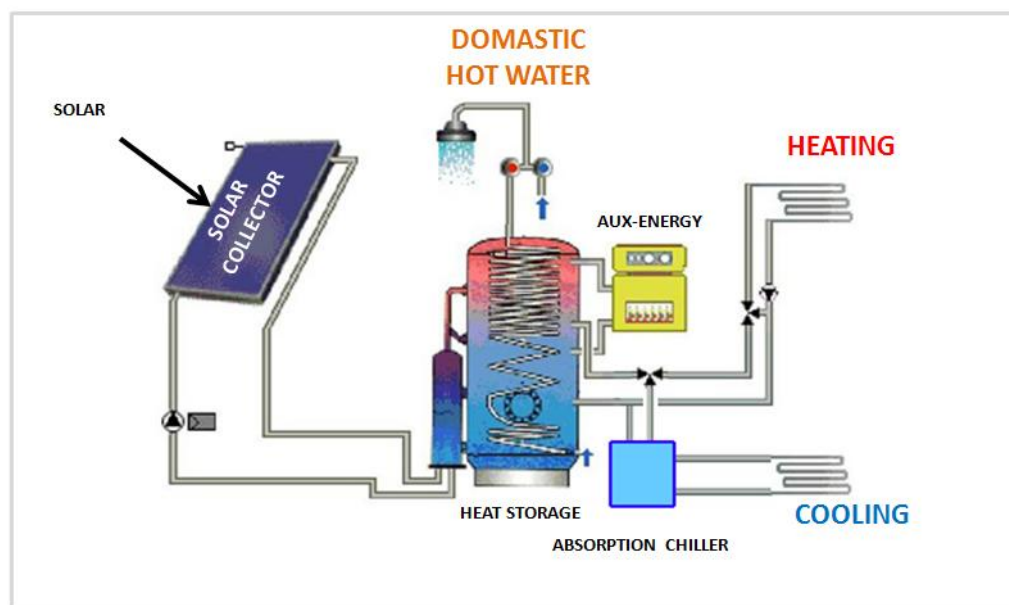 DOMASTIC
HOT WATER
SOLAR
SOLAR
COLLECTOR
HEATING
AUX-ENERGY
HEAT STORAGE
COOLING
ABSORPTION CHILLER